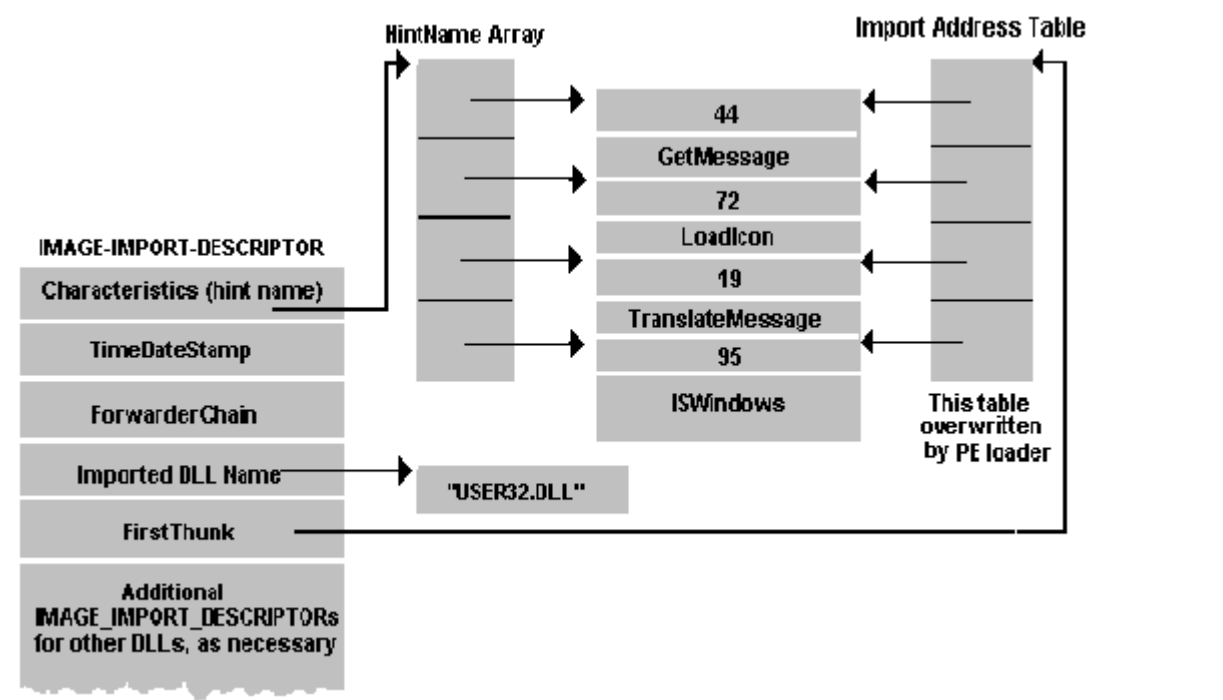 HintName Array
Import Address Table
44
GetMessage
72
LoadIcon
19
TranslateMessage
95
ISWindows
IMAGE-IMPORT-DESCRIPTOR
Characteristics (hint name)
TimeDateStamp
ForwarderChain
Imported DLL Name
FirstThunk
Additional
IMAGE_IMPORT_DESCRIPTORs
for other DLLs, as necessary
"USER32.DLL"
This table
overwritten
by PE loader